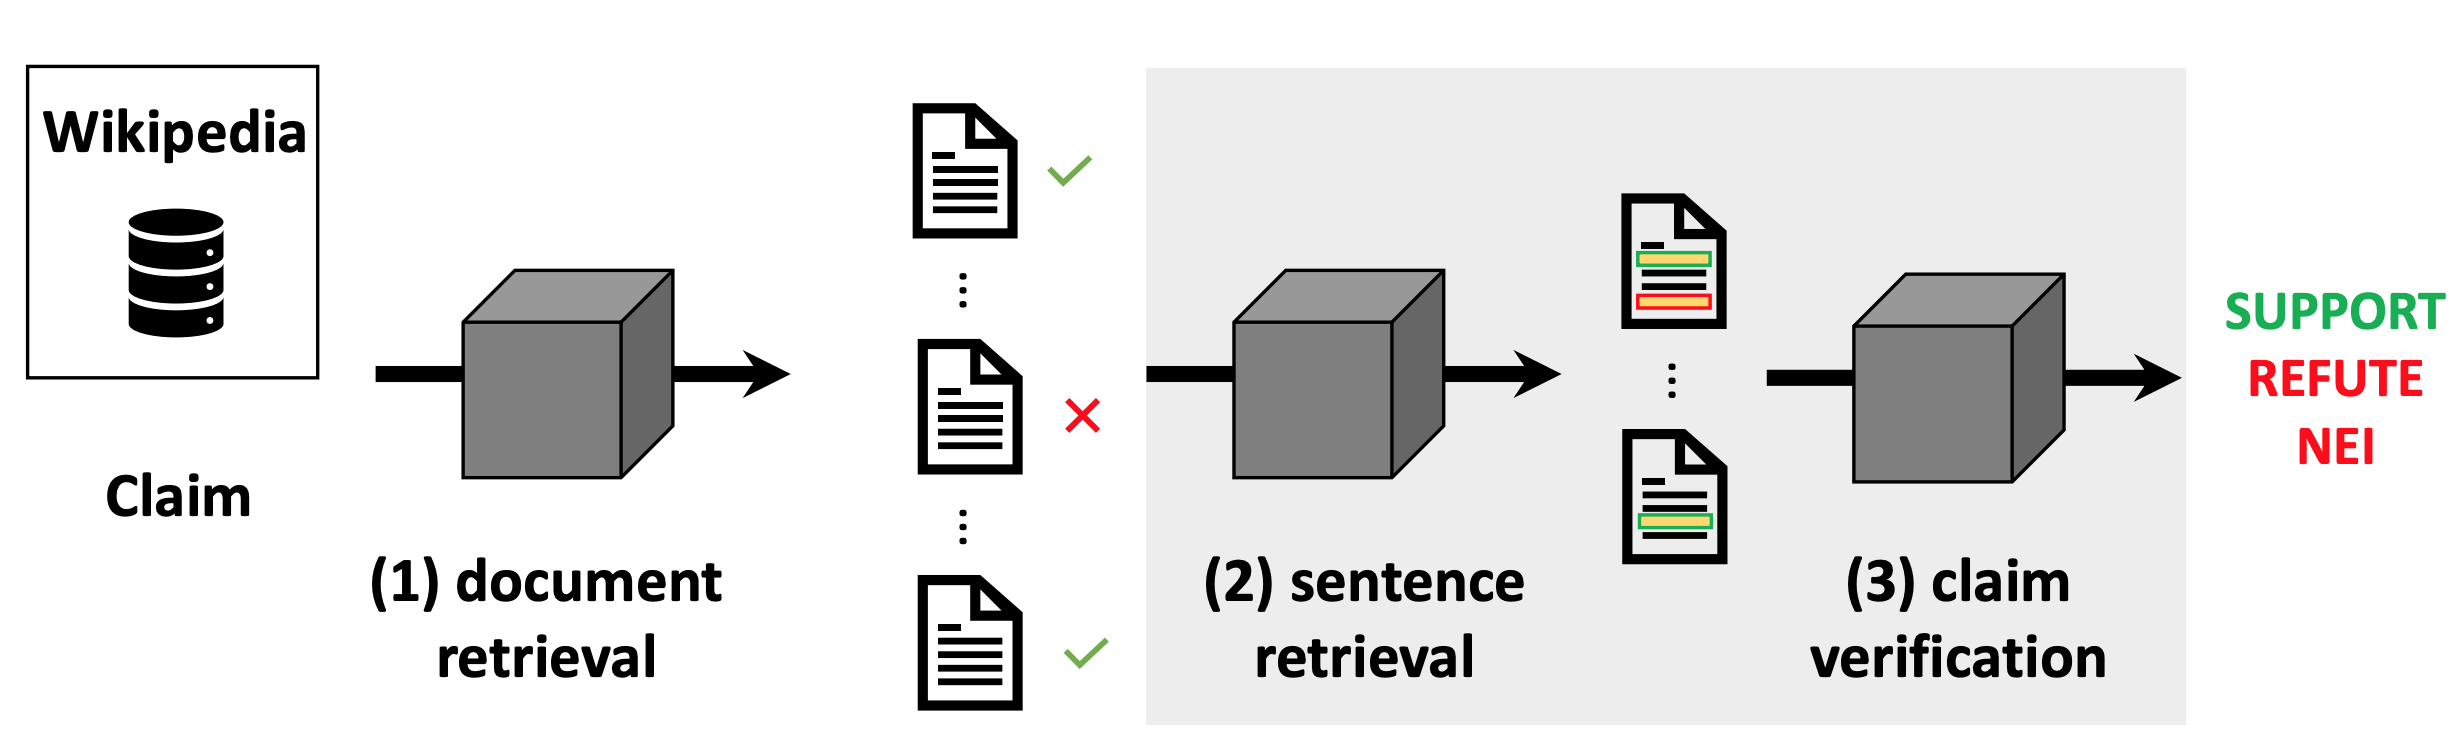 Wikipedia
Claim
(1) document
retrieval
(2) sentence
retrieval
(3) claim
verification
SUPPORT
REFUTE
NEI